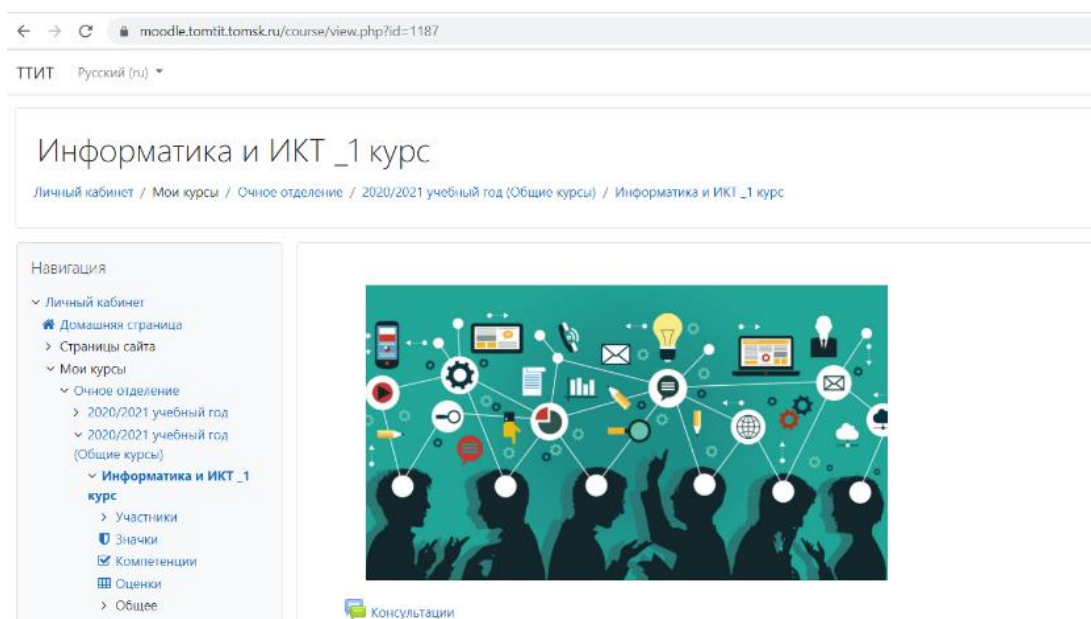 moodle.tomtit.tomsk.ru/course/view.php?id=1187
ТТИТ Русский (ru)
Информатика и ИКТ _1 курс
Личный кабинет / Мои курсы / Очное отделение / 2020/2021 учебный год (Общие курсы) / Информатика и ИКТ _1 курс
Навигация
Личный кабинет
Домашняя страница
Страницы сайта
Мои курсы
Очное отделение
2020/2021 учебный год
2020/2021 учебный год
(Общие курсы)
Информатика и ИКТ _1
курс
Участники
Значки
Компетенции
Оценки
Общее
Консультации